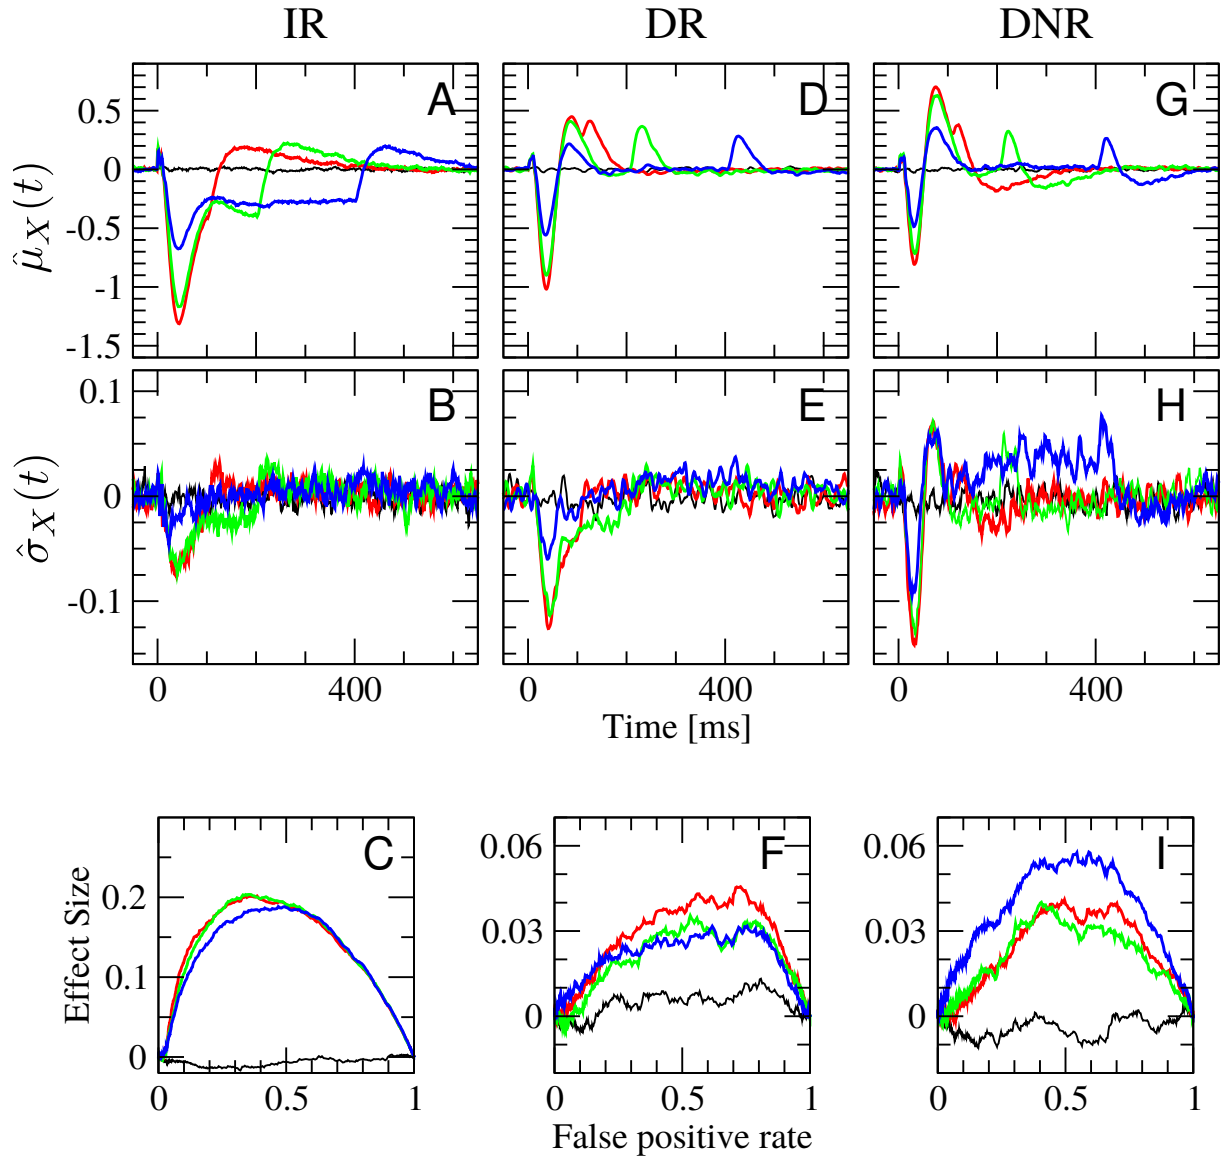 IR DR DNR
A D G
0.5
0
-0.5
-1
-1.5
μ̂_X(t)
B E H
0.1
0
-0.1
σ̂_X(t)
0 400 0 400 0 400
Time [ms]
C F I
0.2
0.1
0
Effect Size
0.06
0.03
0
0.06
0.03
0
0 0.5 1 0 0.5 1 0 0.5 1
False positive rate